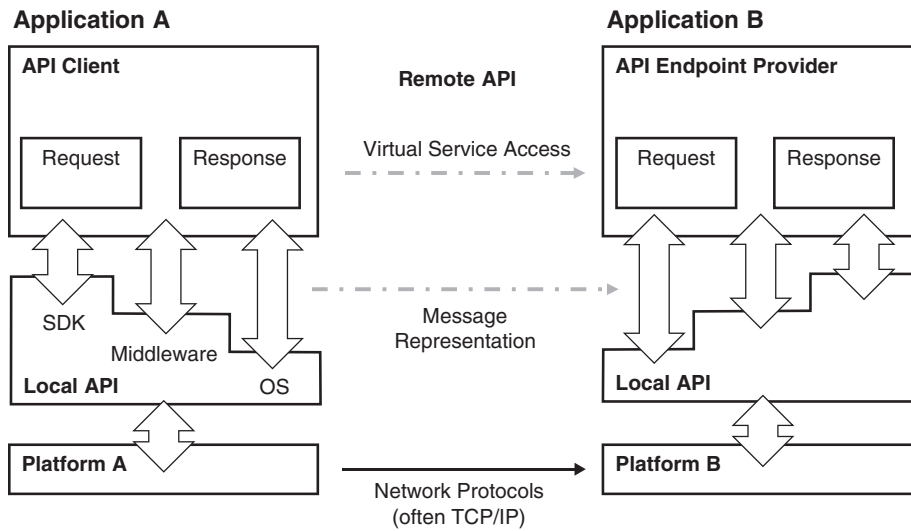 Application A
Application B
API Client
Remote API
API Endpoint Provider
Request
Response
Virtual Service Access
Request
Response
SDK
Middleware
Local API
OS
Message
Representation
Local API
Platform A
Platform B
Network Protocols
(often TCP/IP)